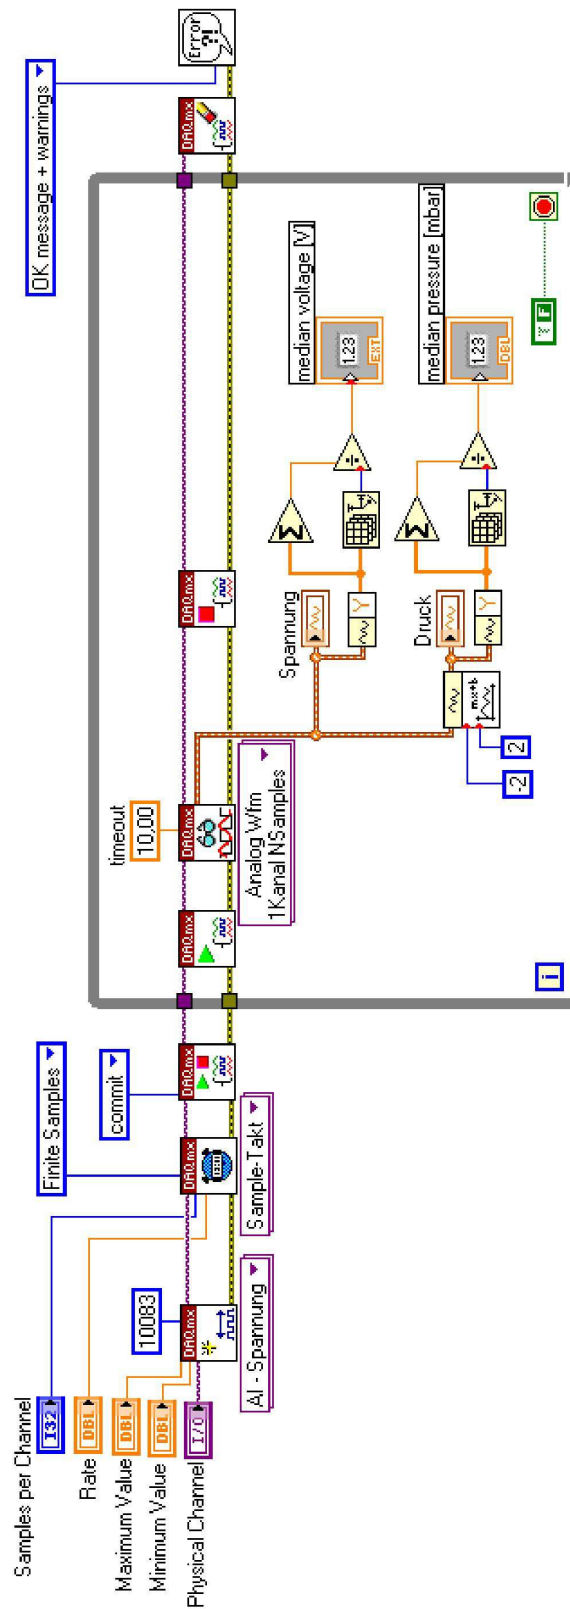 OK message + warnings
Error
?!
Finite Samples
commit
timeout
10,00
Samples per Channel
I32
Rate
DBL
Maximum Value
DBL
Minimum Value
DBL
Physical Channel
I/O
10083
DAQmx
DAQmx
DAQmx
DAQmx
DAQmx
DAQmx
DAQmx
AI - Spannung
Sample-Takt
Analog Wfm
1Kanal NSamples
Spannung
Y
Σ
÷
median voltage [V]
1.23
EXT
Druck
mx+b
Y
Σ
÷
median pressure [mbar]
1.23
DBL
-2
2
i
F